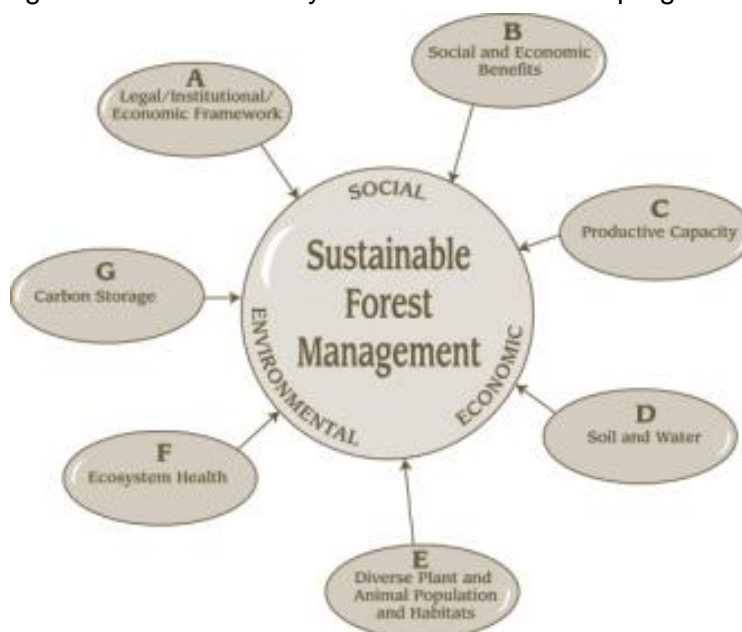 A
Legal/Institutional/
Economic Framework
B
Social and Economic
Benefits
C
Productive Capacity
D
Soil and Water
E
Diverse Plant and
Animal Population
and Habitats
F
Ecosystem Health
G
Carbon Storage
SOCIAL
Sustainable
Forest
Management
ENVIRONMENTAL
ECONOMIC